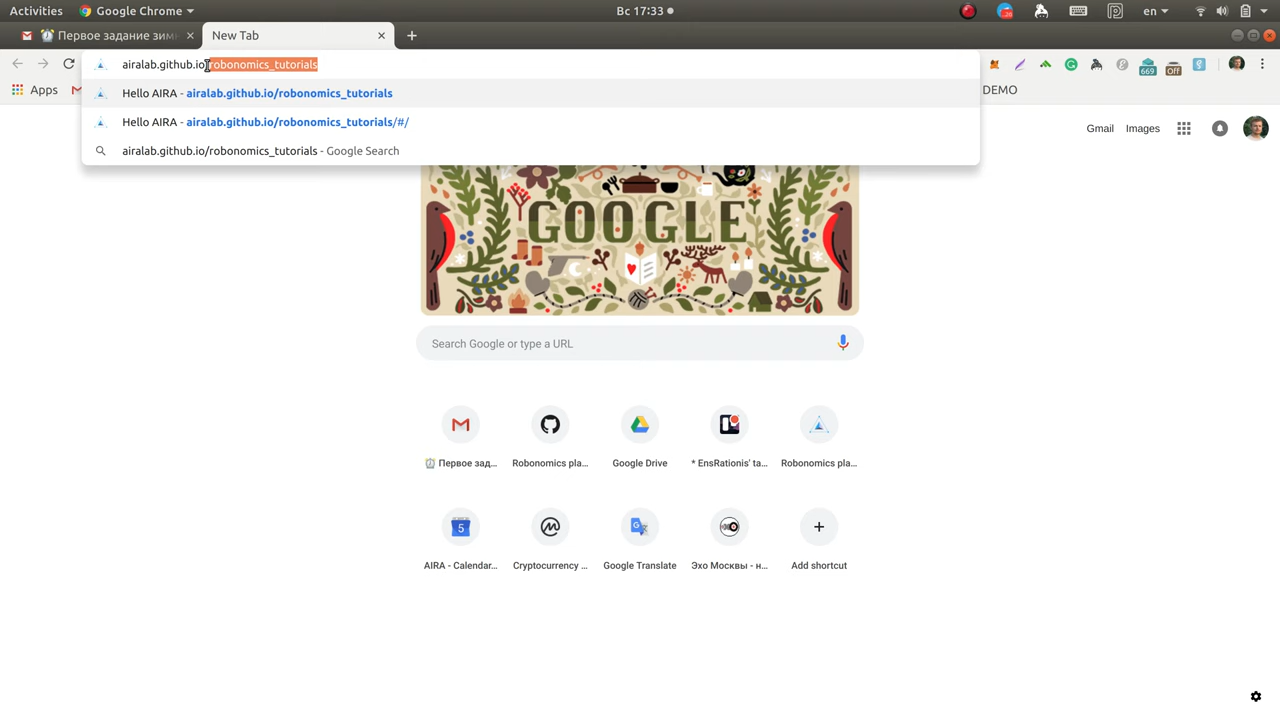 Activities Google Chrome Вс 17:33 en
Первое задание зим
New Tab
airalab.github.io/robonomics_tutorials
Hello AIRA - airalab.github.io/robonomics_tutorials
Hello AIRA - airalab.github.io/robonomics_tutorials/#/
airalab.github.io/robonomics_tutorials - Google Search
Apps
DEMO
669
Off
Gmail Images
GOOGLE
Search Google or type a URL
Первое зад... Robonomics pla... Google Drive * EnsRationis' ta... Robonomics pla...
5
AIRA - Calendar... Cryptocurrency ... Google Translate Эхо Москвы - н... Add shortcut